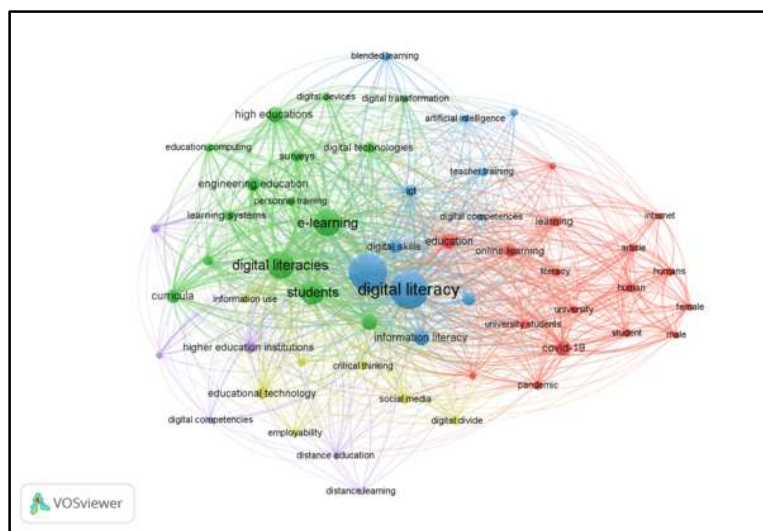 blended learning
digital devices
digital transformation
high educations
artificial intelligence
education computing
surveys
digital technologies
teacher training
engineering education
ict
personnel training
learning systems
e-learning
digital competences
learning
internet
digital skills
education
online learning
article
digital literacies
literacy
humans
human
curricula
information use
students
digital literacy
university
female
university students
student
male
higher education institutions
information literacy
covid-19
critical thinking
pandemic
educational technology
social media
digital competencies
employability
digital divide
distance education
distance learning
VOSviewer